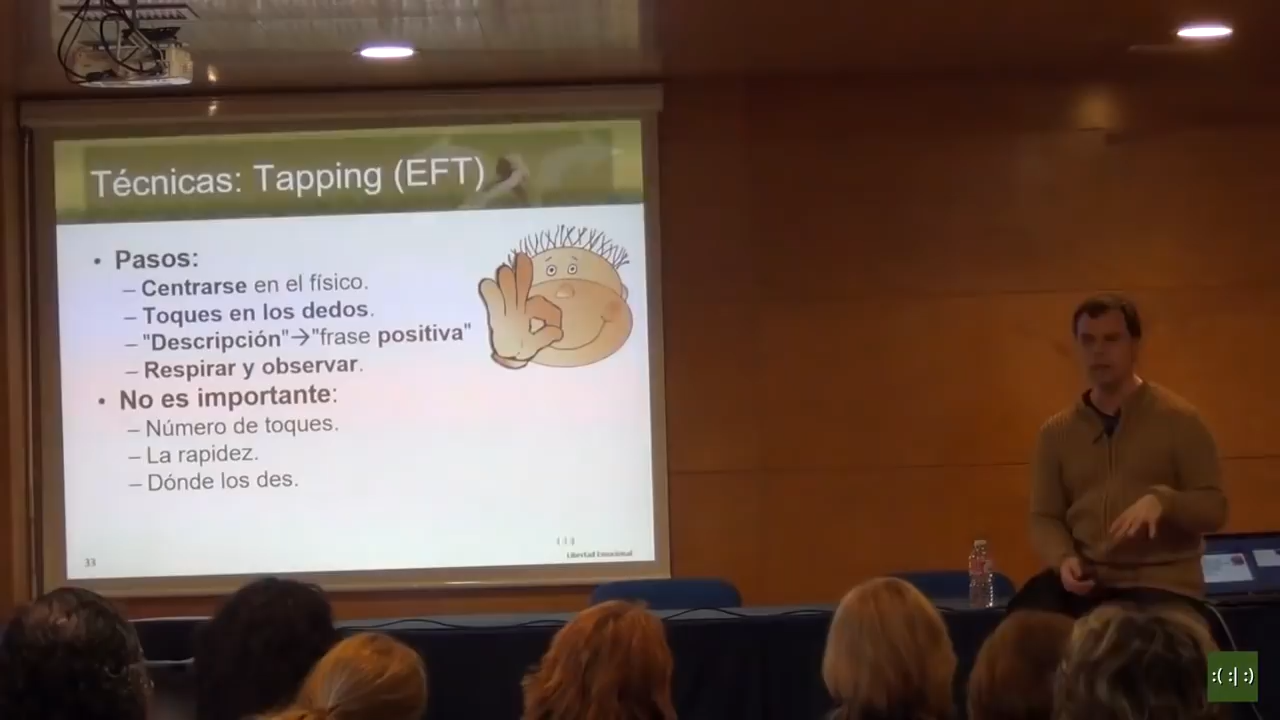 Técnicas: Tapping (EFT)
• Pasos:
– Centrarse en el físico.
– Toques en los dedos.
– "Descripción"→"frase positiva"
– Respirar y observar.
• No es importante:
– Número de toques.
– La rapidez.
– Dónde los des.
33
Libertad Emocional
:( :| :)